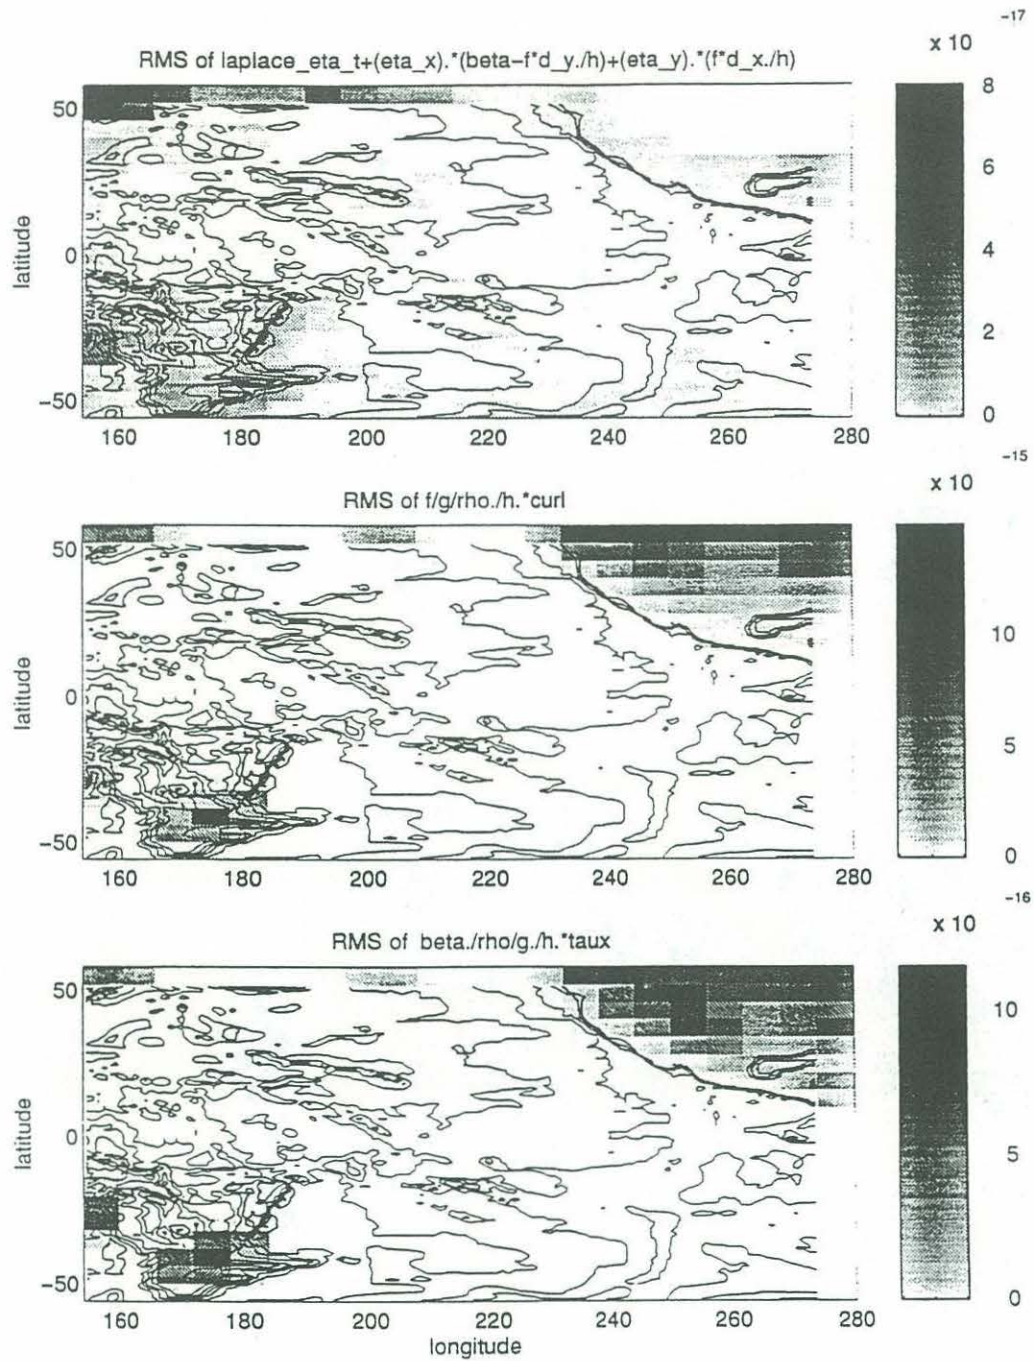 -17
x 10
RMS of laplace_eta_t+(eta_x).*(beta-f*d_y./h)+(eta_y).*(f*d_x./h)
8
50
6
latitude
0
4
2
-50
0
160 180 200 220 240 260 280
-15
x 10
RMS of f/g/rho./h.*curl
50
10
latitude
0
5
-50
0
160 180 200 220 240 260 280
-16
x 10
RMS of beta./rho/g./h.*taux
50
10
latitude
0
5
-50
0
160 180 200 220 240 260 280
longitude